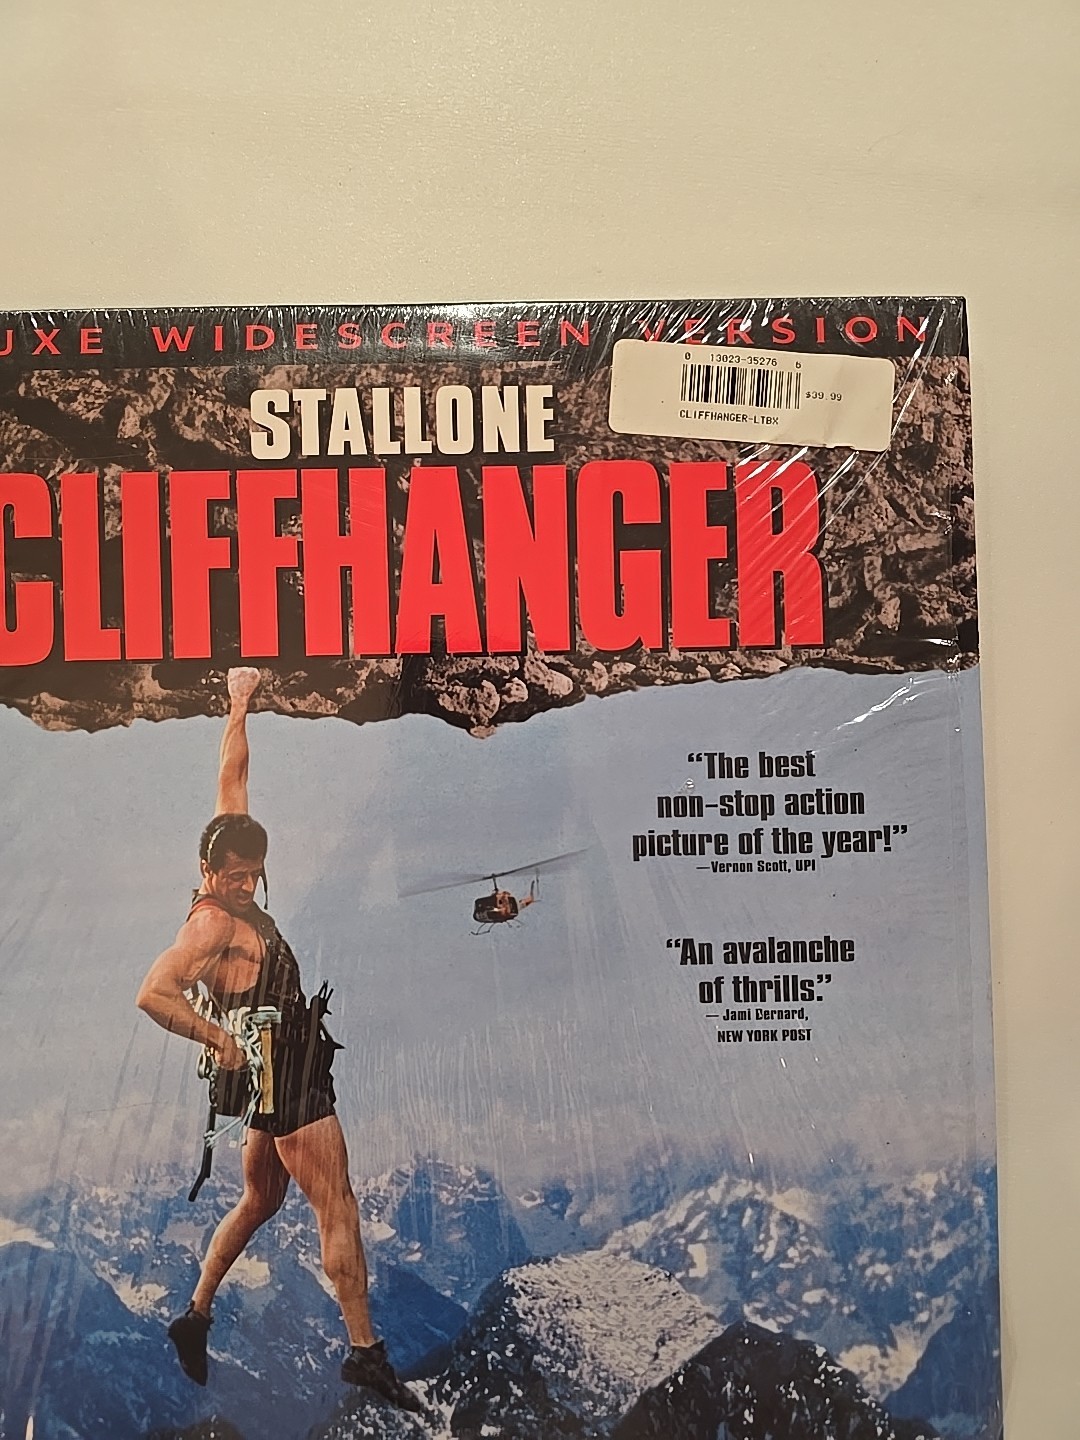 UXE WIDESCREEN VERSION
0 13023-35276 6
$39.99
CLIFFHANGER-LTBX
STALLONE
CLIFFHANGER
“The best
non-stop action
picture of the year!”
—Vernon Scott, UPI
“An avalanche
of thrills.”
— Jami Bernard,
NEW YORK POST